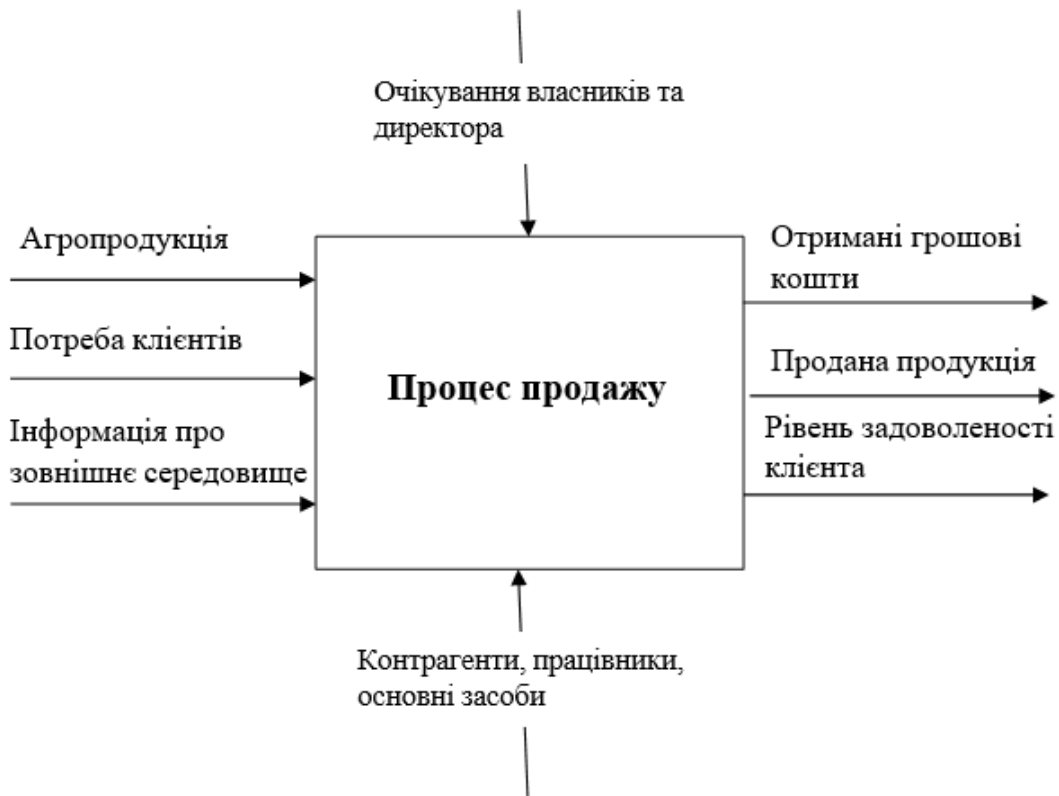 Очікування власників та
директора
Агропродукція
Потреба клієнтів
Інформація про
зовнішнє середовище
Процес продажу
Отримані грошові
кошти
Продана продукція
Рівень задоволеності
клієнта
Контрагенти, працівники,
основні засоби